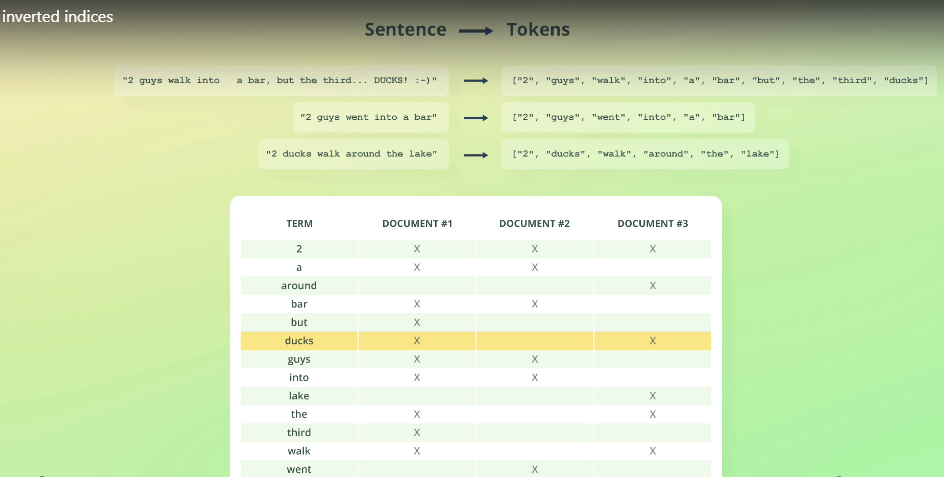 inverted indices
Sentence → Tokens
"2 guys walk into   a bar, but the third... DUCKS! :-)" → ["2", "guys", "walk", "into", "a", "bar", "but", "the", "third", "ducks"]
"2 guys went into a bar" → ["2", "guys", "went", "into", "a", "bar"]
"2 ducks walk around the lake" → ["2", "ducks", "walk", "around", "the", "lake"]
TERM DOCUMENT #1 DOCUMENT #2 DOCUMENT #3
2 X X X
a X X
around X
bar X X
but X
ducks X X
guys X X
into X X
lake X
the X X
third X
walk X X
went X